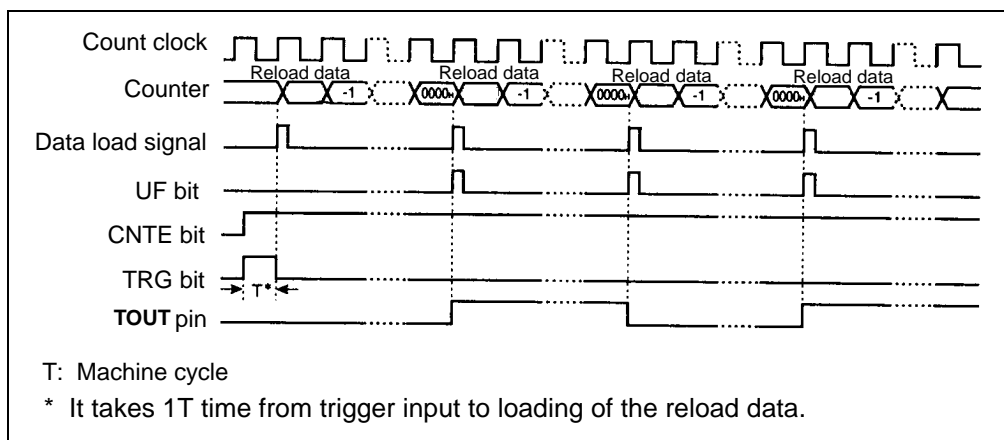 Count clock
Reload data Reload data Reload data Reload data
Counter -1 0000H -1 0000H -1 0000H -1
Data load signal
UF bit
CNTE bit
TRG bit
T*
TOUT pin
T: Machine cycle
* It takes 1T time from trigger input to loading of the reload data.